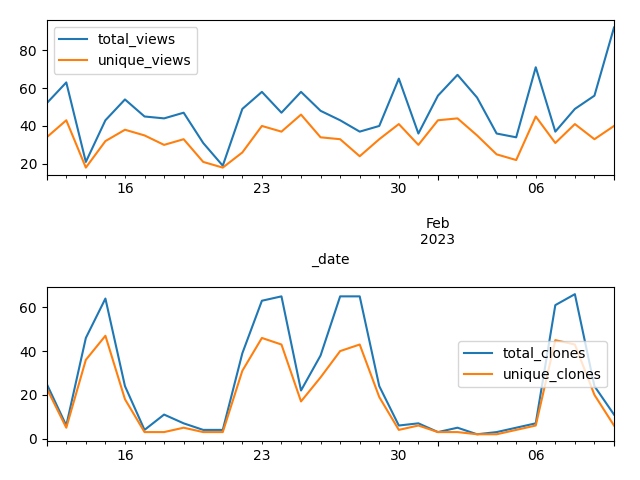 total_views
unique_views
80
60
40
20
16 23 30 06
Feb
2023
_date
60
40
20
0
total_clones
unique_clones
16 23 30 06